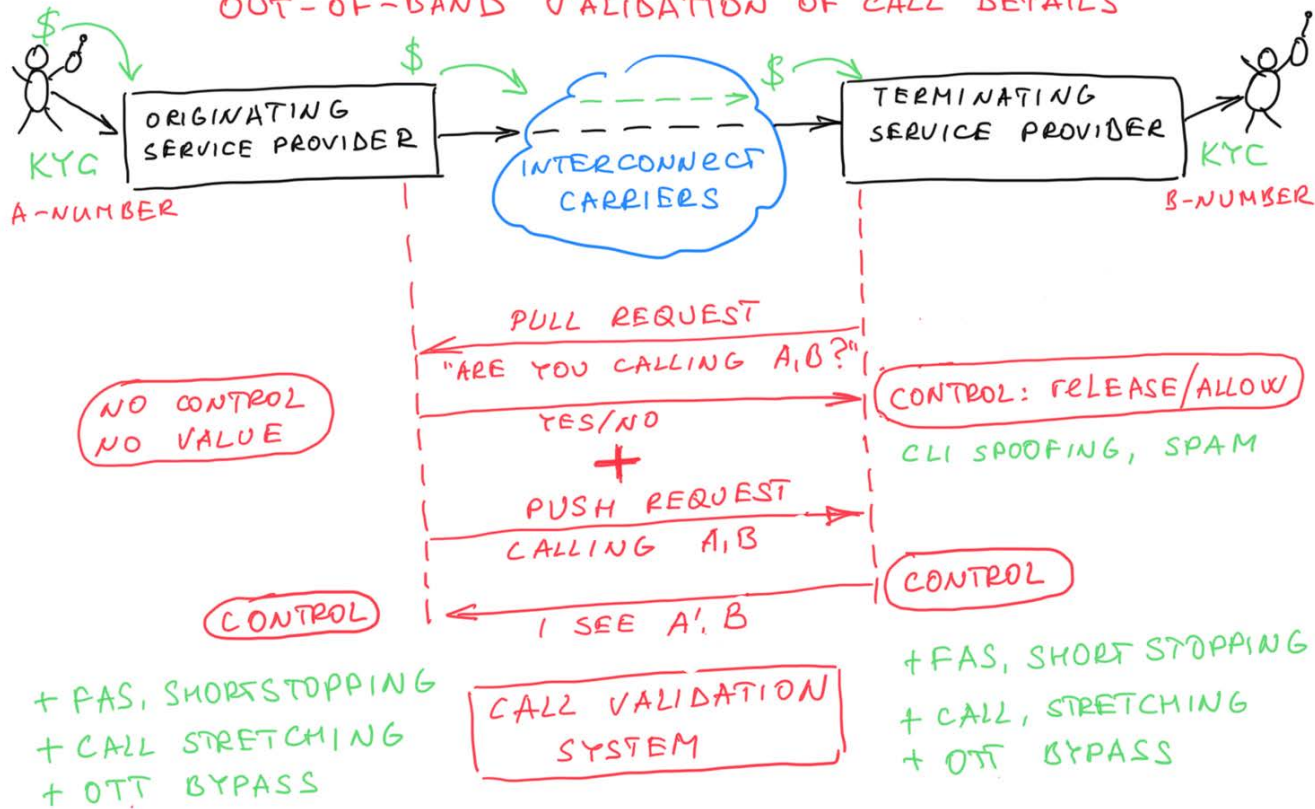 OUT-OF-BAND VALIDATION OF CALL DETAILS
$
$
$
ORIGINATING
SERVICE PROVIDER
TERMINATING
SERVICE PROVIDER
INTERCONNECT
CARRIERS
KYC
KYC
A-NUMBER
B-NUMBER
PULL REQUEST
"ARE YOU CALLING A,B?"
NO CONTROL
NO VALUE
CONTROL: RELEASE/ALLOW
YES/NO
CLI SPOOFING, SPAM
+
PUSH REQUEST
CALLING A,B
CONTROL
CONTROL
I SEE A', B
+ FAS, SHORTSTOPPING
+ CALL STRETCHING
+ OTT BYPASS
CALL VALIDATION
SYSTEM
+ FAS, SHORT STOPPING
+ CALL, STRETCHING
+ OTT BYPASS